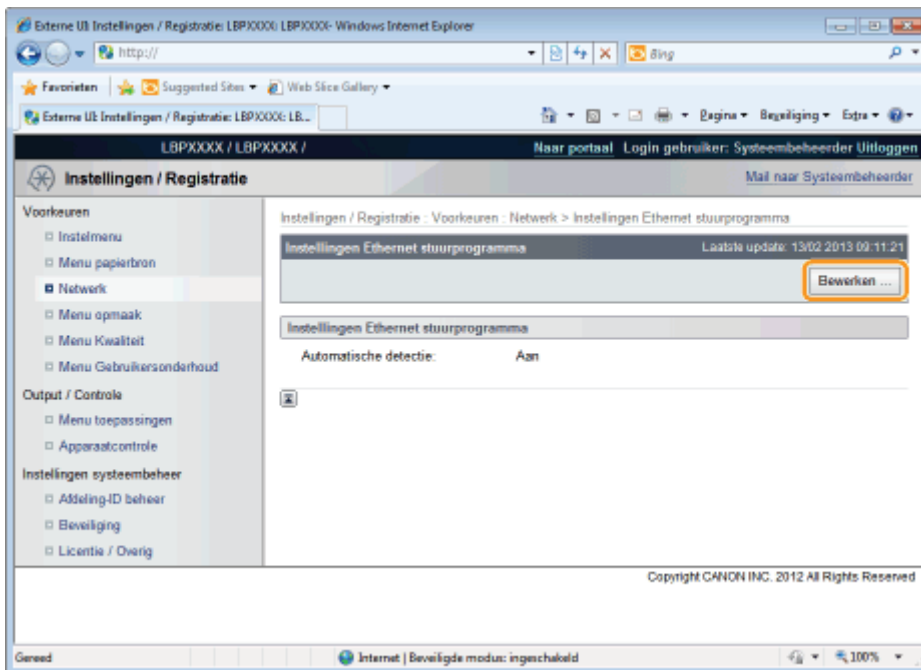 Externe UI: Instellingen / Registratie: LBPXXXX: LBPXXXX- Windows Internet Explorer
http://
Bing
Favorieten
Suggested Sites
Web Slice Gallery
Externe UI: Instellingen / Registratie: LBPXXXX: LB...
Pagina
Beveiliging
Extra
LBPXXXX / LBPXXXX /
Naar portaal Login gebruiker: Systeembeheerder Uitloggen
Instellingen / Registratie
Mail naar Systeembeheerder
Voorkeuren
Instelmenu
Menu papierbron
Netwerk
Menu opmaak
Menu Kwaliteit
Menu Gebruikersonderhoud
Output / Controle
Menu toepassingen
Apparaatcontrole
Instellingen systeembeheer
Afdeling-ID beheer
Beveiliging
Licentie / Overig
Instellingen / Registratie : Voorkeuren : Netwerk > Instellingen Ethernet stuurprogramma
Instellingen Ethernet stuurprogramma
Laatste update: 13/02 2013 09:11:21
Bewerken ...
Instellingen Ethernet stuurprogramma
Automatische detectie: Aan
Copyright CANON INC. 2012 All Rights Reserved
Gereed
Internet | Beveiligde modus: ingeschakeld
100%